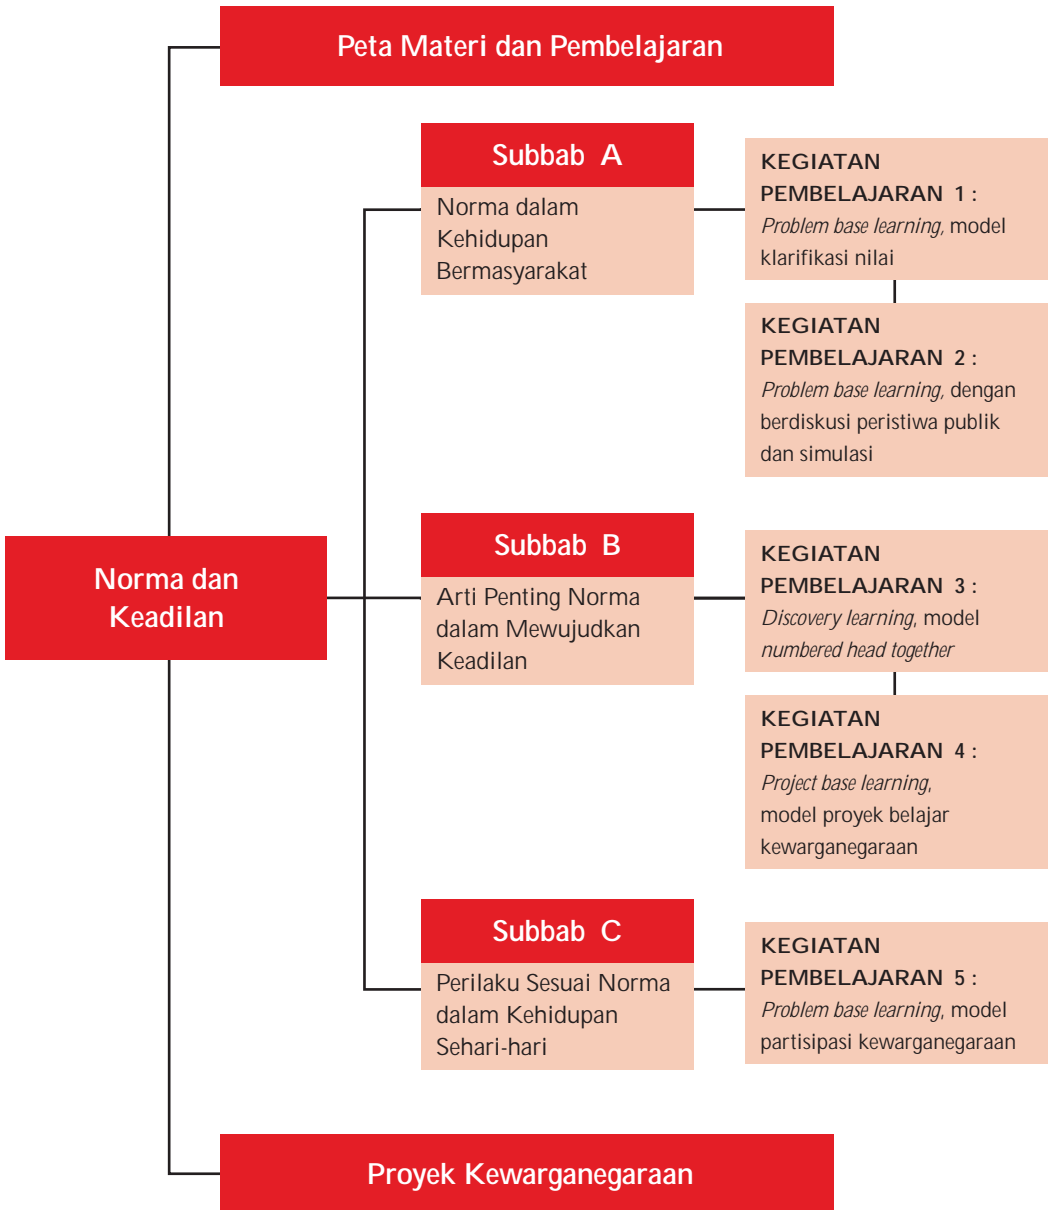 Peta Materi dan Pembelajaran
Subbab A
Norma dalam
Kehidupan
Bermasyarakat
KEGIATAN
PEMBELAJARAN 1 :
Problem base learning, model
klarifikasi nilai
KEGIATAN
PEMBELAJARAN 2 :
Problem base learning, dengan
berdiskusi peristiwa publik
dan simulasi
Norma dan
Keadilan
Subbab B
Arti Penting Norma
dalam Mewujudkan
Keadilan
KEGIATAN
PEMBELAJARAN 3 :
Discovery learning, model
numbered head together
KEGIATAN
PEMBELAJARAN 4 :
Project base learning,
model proyek belajar
kewarganegaraan
Subbab C
Perilaku Sesuai Norma
dalam Kehidupan
Sehari-hari
KEGIATAN
PEMBELAJARAN 5 :
Problem base learning, model
partisipasi kewarganegaraan
Proyek Kewarganegaraan